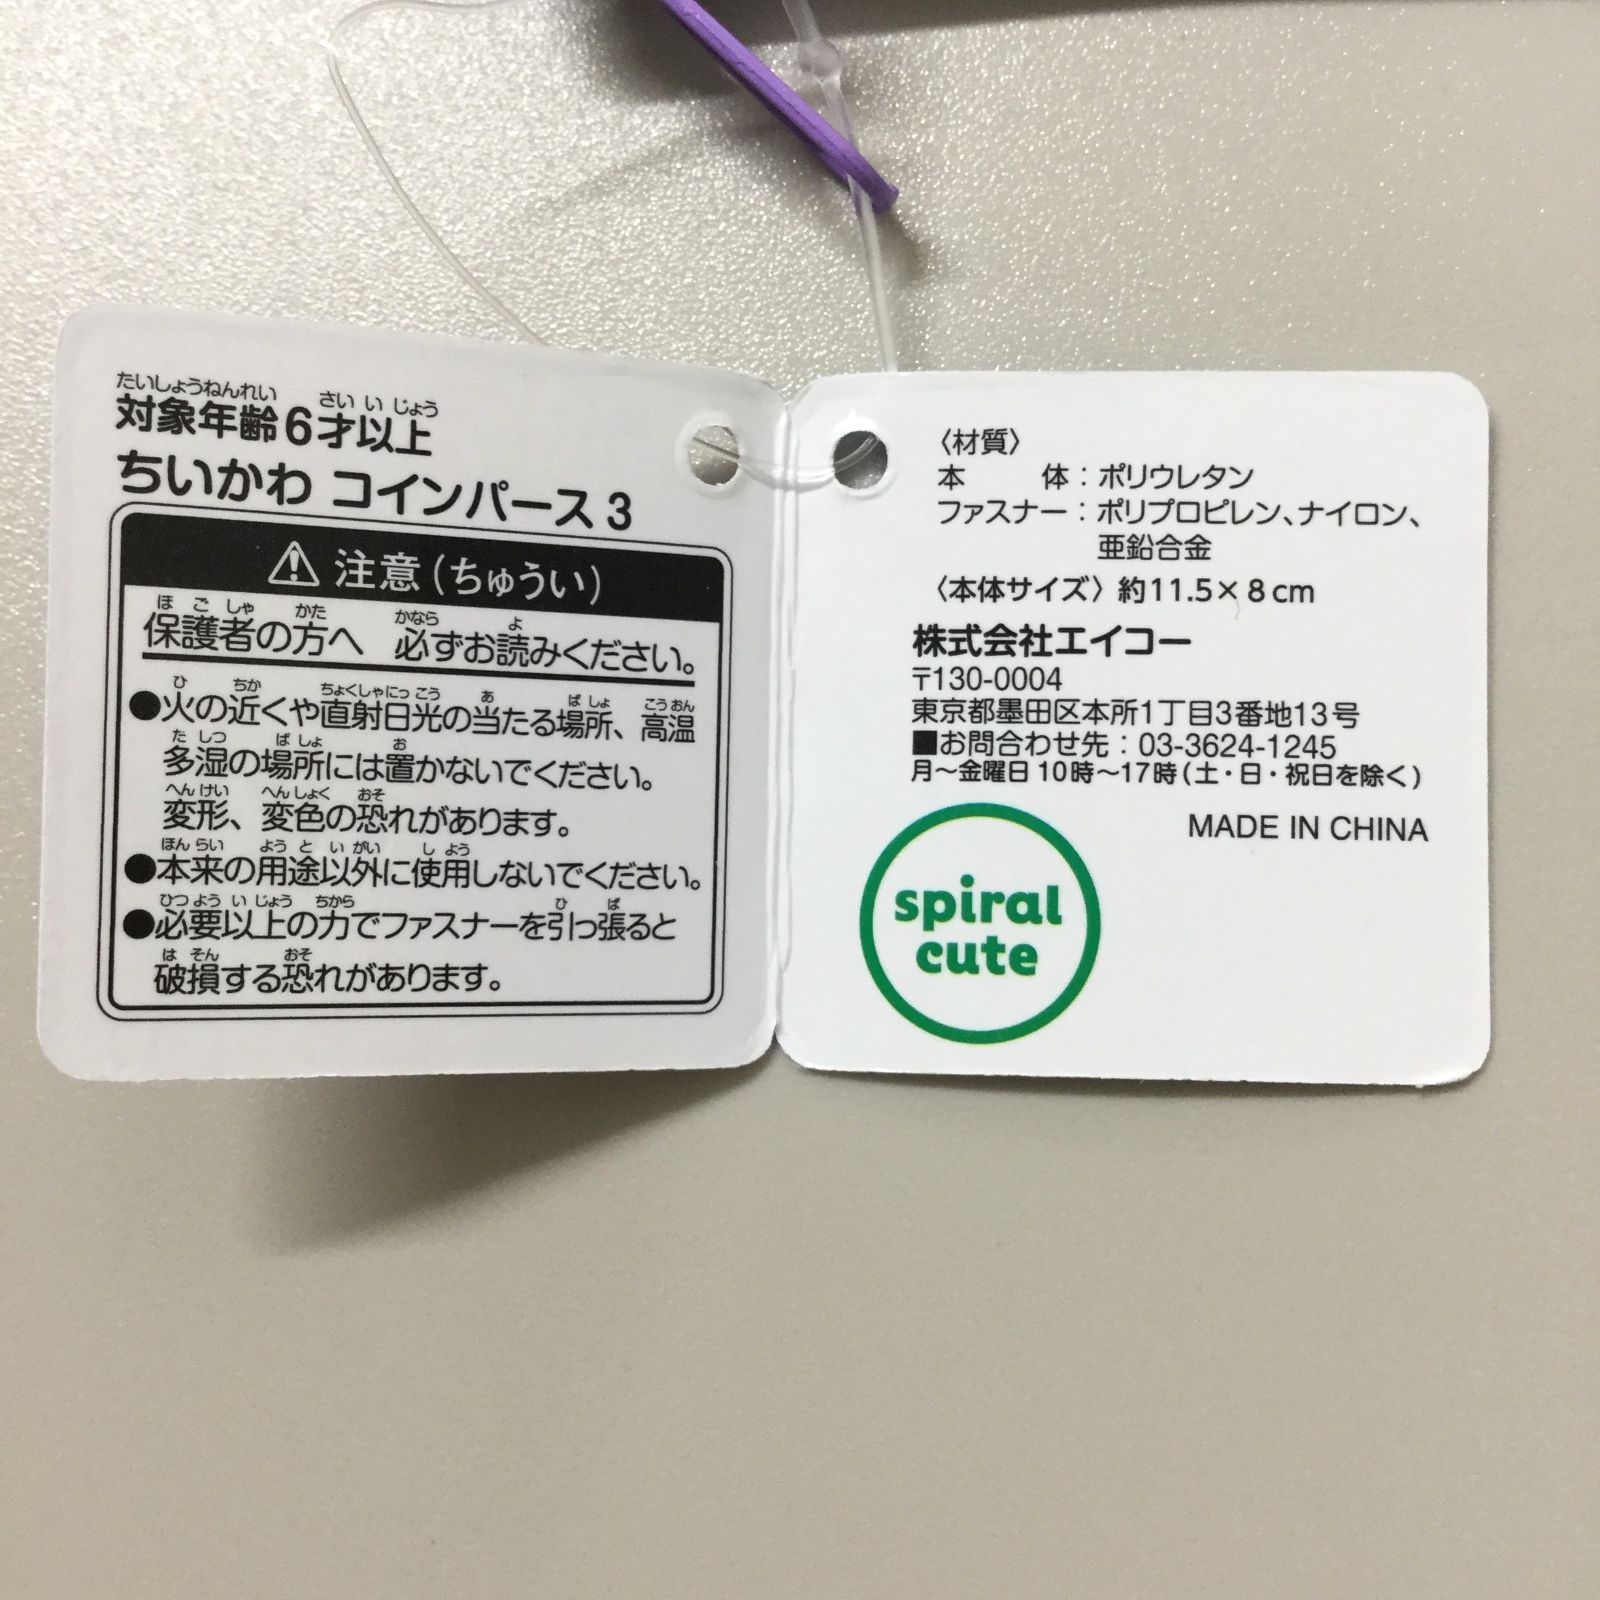 たいしょうねんれい さい い じょう
対象年齢6才以上
ちいかわ コインパース3
注意(ちゅうい)
ほ ご しゃ かた かなら よ
保護者の方へ 必ずお読みください。
ひ ちか ちょくしゃにっこう あ ばしょ こうおん
●火の近くや直射日光の当たる場所、高温
た しつ ばしょ お
多湿の場所には置かないでください。
へんけい へんしょく おそ
変形、変色の恐れがあります。
ほんらい ようと いがい しよう
●本来の用途以外に使用しないでください。
ひつよう いじょう ちから ひ ぱ
●必要以上の力でファスナーを引っ張ると
は そん おそ
破損する恐れがあります。
〈材質〉
本 体：ポリウレタン
ファスナー：ポリプロピレン、ナイロン、
亜鉛合金
〈本体サイズ〉約11.5×8cm
株式会社エイコー
〒130-0004
東京都墨田区本所1丁目3番地13号
■お問合わせ先：03-3624-1245
月〜金曜日10時〜17時(土・日・祝日を除く)
MADE IN CHINA
spiral
cute